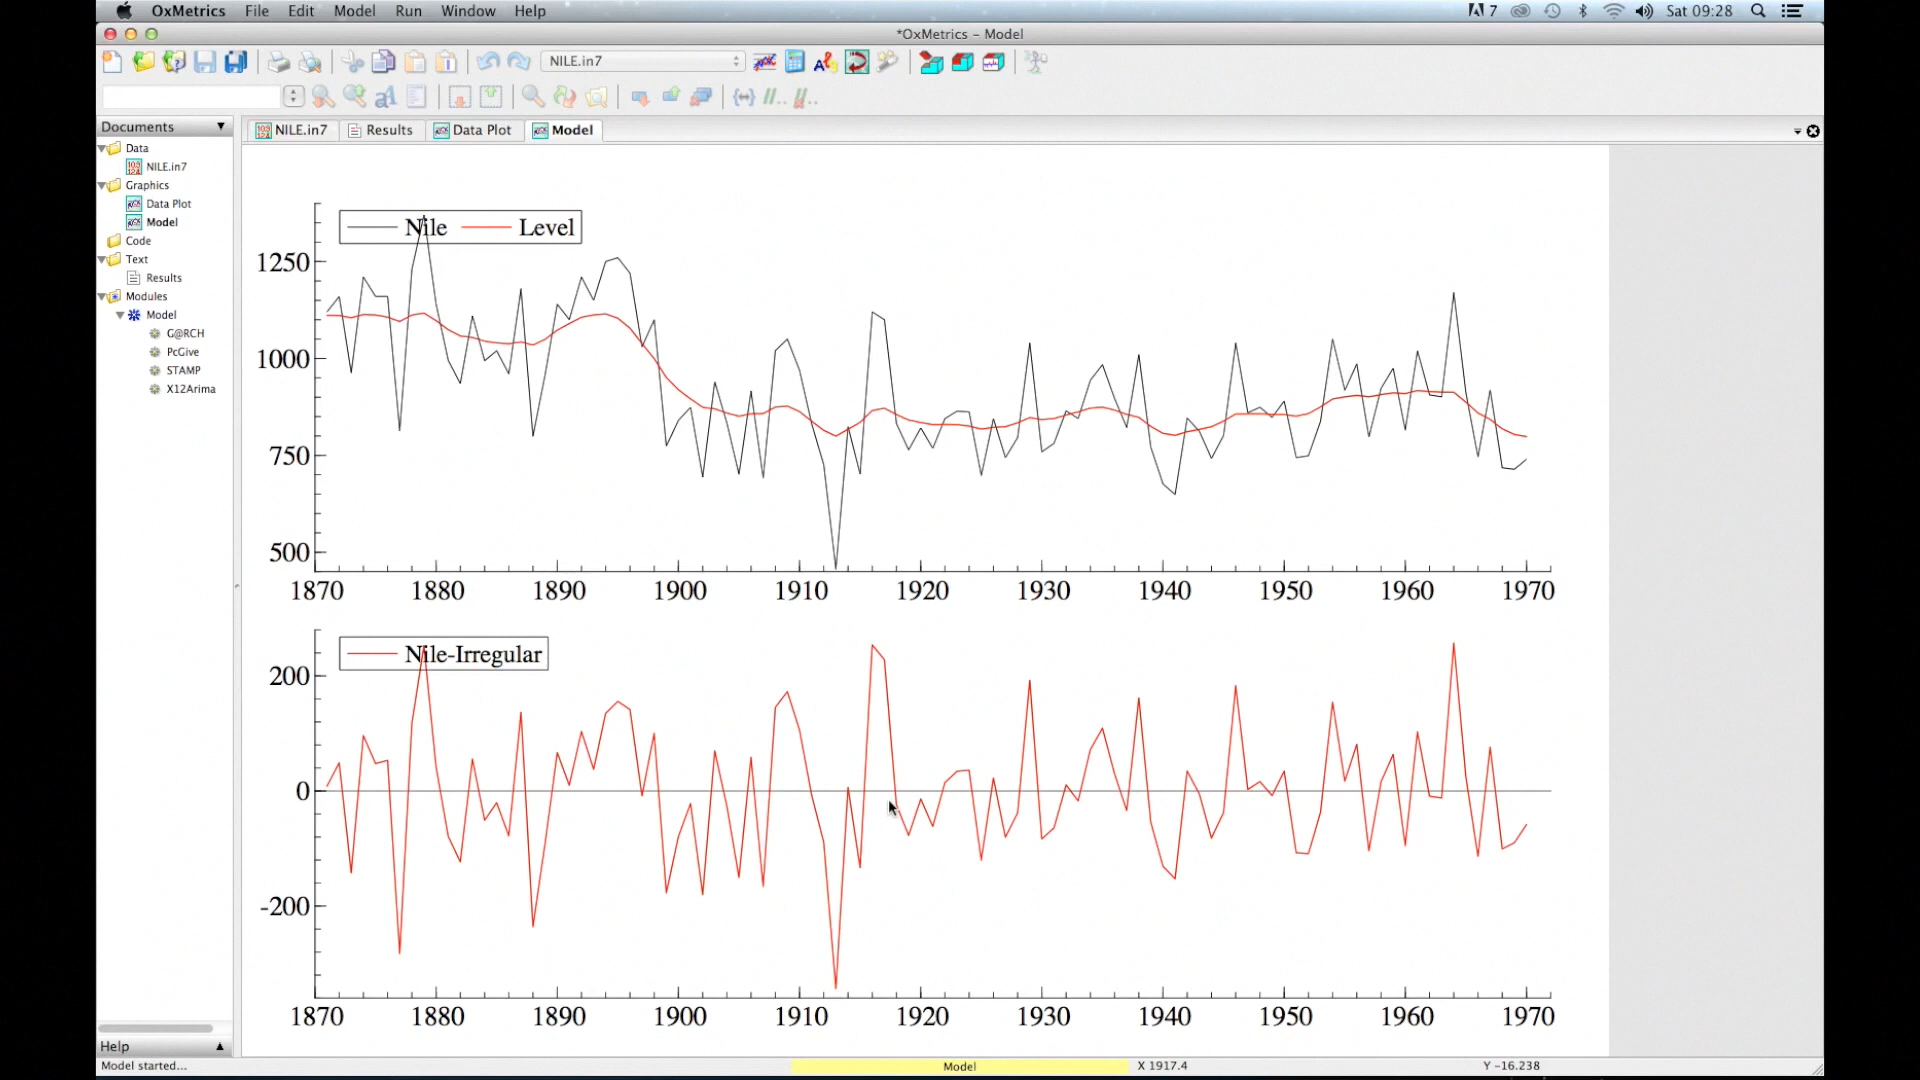 OxMetrics File Edit Model Run Window Help 7 Sat 09:28
*OxMetrics - Model
NILE.in7
Documents
NILE.in7 Results Data Plot Model
Data
NILE.in7
Graphics
Data Plot
Model
Code
Text
Results
Modules
Model
G@RCH
PcGive
STAMP
X12Arima
Nile Level
1250
1000
750
500
1870 1880 1890 1900 1910 1920 1930 1940 1950 1960 1970
Nile-Irregular
200
0
-200
1870 1880 1890 1900 1910 1920 1930 1940 1950 1960 1970
Help
Model started... Model X 1917.4 Y -16.238